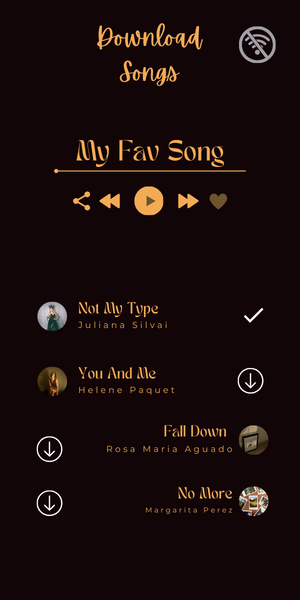 Download
Songs
My Fav Song
Not My Type
Juliana Silvai
You And Me
Helene Paquet
Fall Down
Rosa Maria Aguado
No More
Margarita Perez